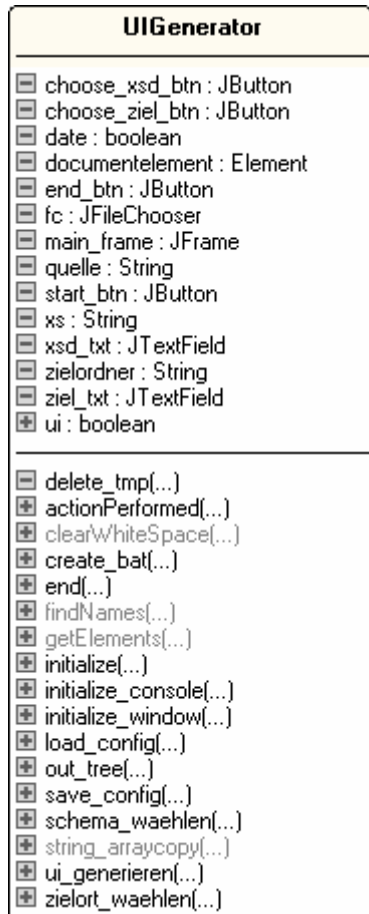 UIGenerator
choose_xsd_btn : JButton
choose_ziel_btn : JButton
date : boolean
documentelement : Element
end_btn : JButton
fc : JFileChooser
main_frame : JFrame
quelle : String
start_btn : JButton
xs : String
xsd_txt : JTextField
zielordner : String
ziel_txt : JTextField
ui : boolean
delete_tmp(...)
actionPerformed(...)
clearWhiteSpace(...)
create_bat(...)
end(...)
findNames(...)
getElements(...)
initialize(...)
initialize_console(...)
initialize_window(...)
load_config(...)
out_tree(...)
save_config(...)
schema_waehlen(...)
string_arraycopy(...)
ui_generieren(...)
zielort_waehlen(...)